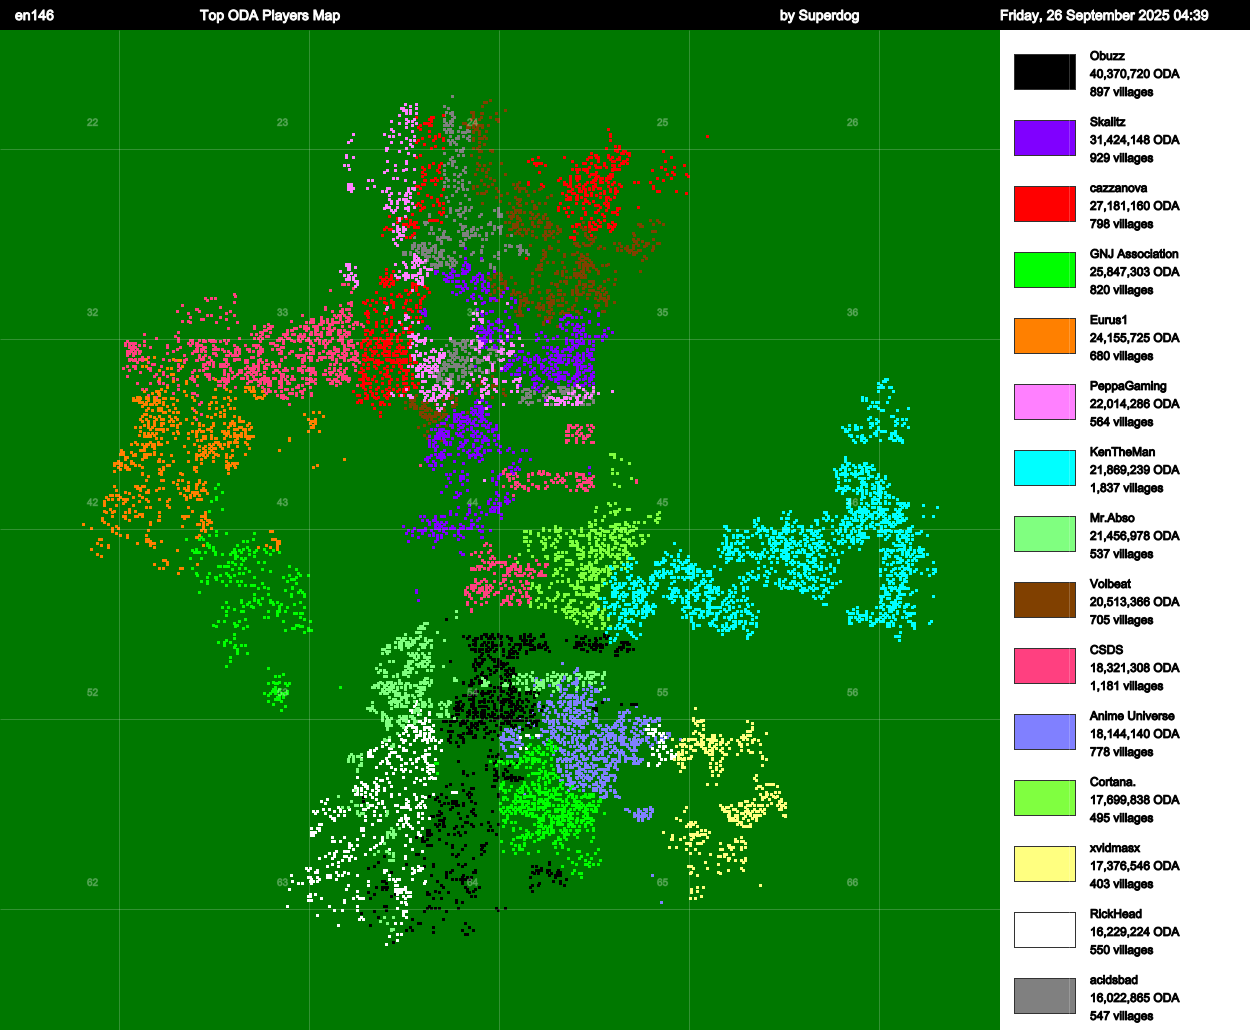 en146 Top ODA Players Map by Superdog Friday, 26 September 2025 04:39
22 23 24 25 26
32 33 35 36
42 43 44 45
52 53 55 56
62 63 64 65 66
Obuzz
40,370,720 ODA
897 villages
Skalitz
31,424,148 ODA
929 villages
cazzanova
27,181,160 ODA
798 villages
GNJ Association
25,847,303 ODA
820 villages
Eurus1
24,155,725 ODA
680 villages
PeppaGaming
22,014,286 ODA
564 villages
KenTheMan
21,869,239 ODA
1,837 villages
Mr.Abso
21,456,978 ODA
537 villages
Volbeat
20,513,366 ODA
705 villages
CSDS
18,321,308 ODA
1,181 villages
Anime Universe
18,144,140 ODA
778 villages
Cortana.
17,699,838 ODA
495 villages
xvidmasx
17,376,546 ODA
403 villages
RickHead
16,229,224 ODA
550 villages
acidsbad
16,022,865 ODA
547 villages